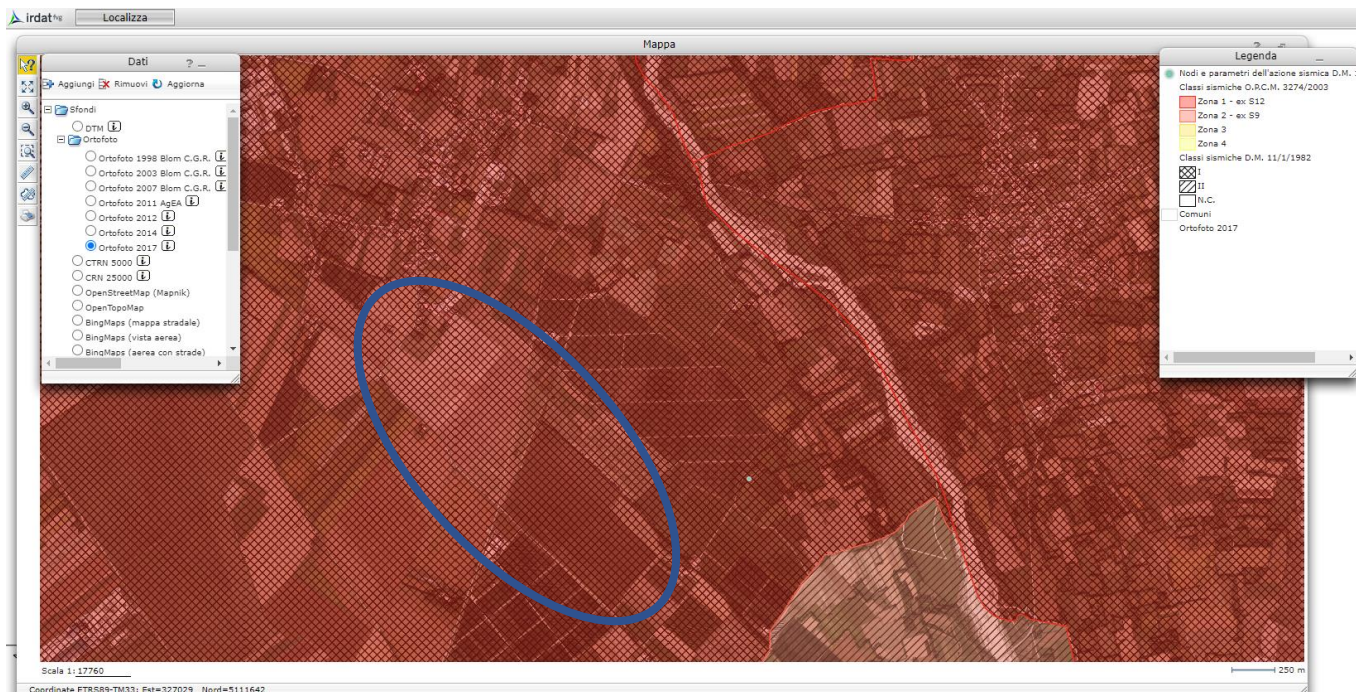 irdat fvg Localizza
Mappa
Dati ? _
Aggiungi Rimuovi Aggiorna
Sfondi
DTM i
Ortofoto
Ortofoto 1998 Blom C.G.R. i
Ortofoto 2003 Blom C.G.R. i
Ortofoto 2007 Blom C.G.R. i
Ortofoto 2011 AgEA i
Ortofoto 2012 i
Ortofoto 2014 i
Ortofoto 2017 i
CTRN 5000 i
CRN 25000 i
OpenStreetMap (Mapnik)
OpenTopoMap
BingMaps (mappa stradale)
BingMaps (vista aerea)
BingMaps (aerea con strade)
Legenda _
Nodi e parametri dell'azione sismica D.M. 1
Classi sismiche O.P.C.M. 3274/2003
Zona 1 - ex S12
Zona 2 - ex S9
Zona 3
Zona 4
Classi sismiche D.M. 11/1/1982
I
II
N.C.
Comuni
Ortofoto 2017
Scala 1: 17760
250 m
Coordinate ETRS89-TM33: Est=327029 Nord=5111642